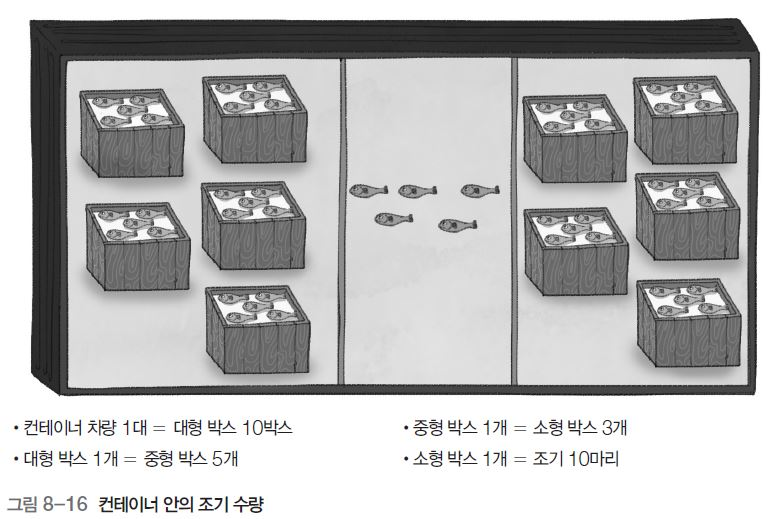 • 컨테이너 차량 1대 = 대형 박스 10박스
• 중형 박스 1개 = 소형 박스 3개
• 대형 박스 1개 = 중형 박스 5개
• 소형 박스 1개 = 조기 10마리
그림 8-16 컨테이너 안의 조기 수량